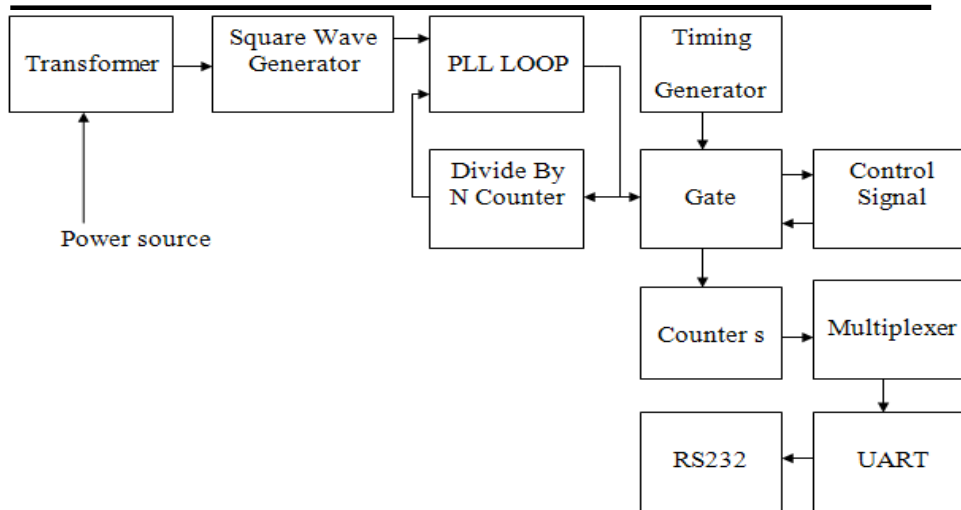 Transformer
Square Wave
Generator
PLL LOOP
Timing
Generator
Divide By
N Counter
Gate
Control
Signal
Power source
Counter s
Multiplexer
RS232
UART